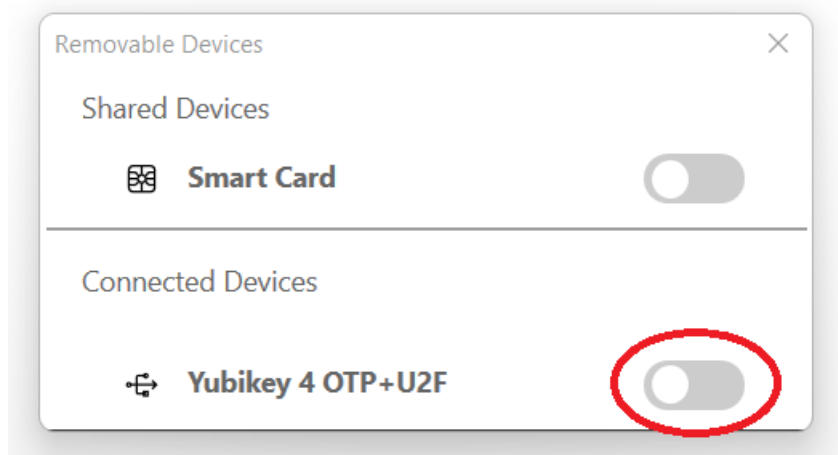 Removable Devices
Shared Devices
Smart Card
Connected Devices
Yubikey 4 OTP+U2F